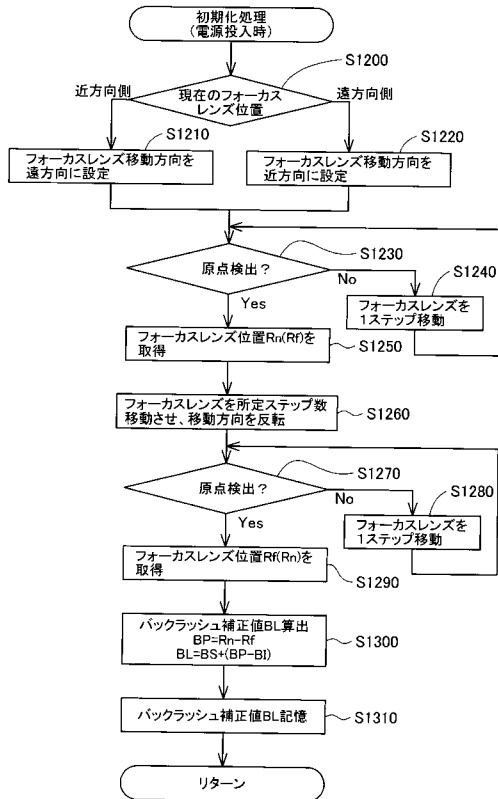 初期化処理
(電源投入時)
S1200
現在のフォーカス
レンズ位置
近方向側
遠方向側
S1210
フォーカスレンズ移動方向を
遠方向に設定
S1220
フォーカスレンズ移動方向を
近方向に設定
S1230
原点検出?
No
Yes
S1240
フォーカスレンズを
1ステップ移動
フォーカスレンズ位置Rn(Rf)を
取得
S1250
フォーカスレンズを所定ステップ数
移動させ、移動方向を反転
S1260
S1270
原点検出?
No
Yes
S1280
フォーカスレンズを
1ステップ移動
フォーカスレンズ位置Rf(Rn)を
取得
S1290
バックラッシュ補正値BL算出
BP=Rn-Rf
BL=BS+(BP-BI)
S1300
バックラッシュ補正値BL記憶
S1310
リターン